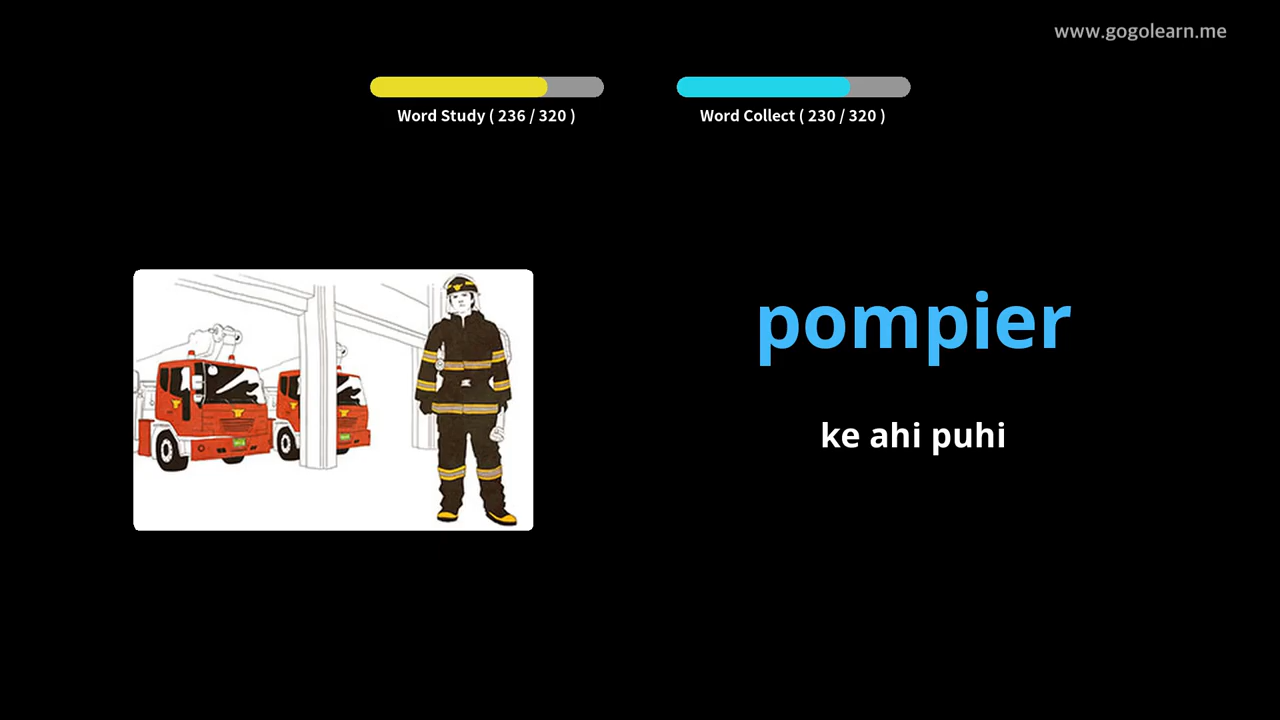 www.gogolearn.me
Word Study ( 236 / 320 )
Word Collect ( 230 / 320 )
pompier
ke ahi puhi